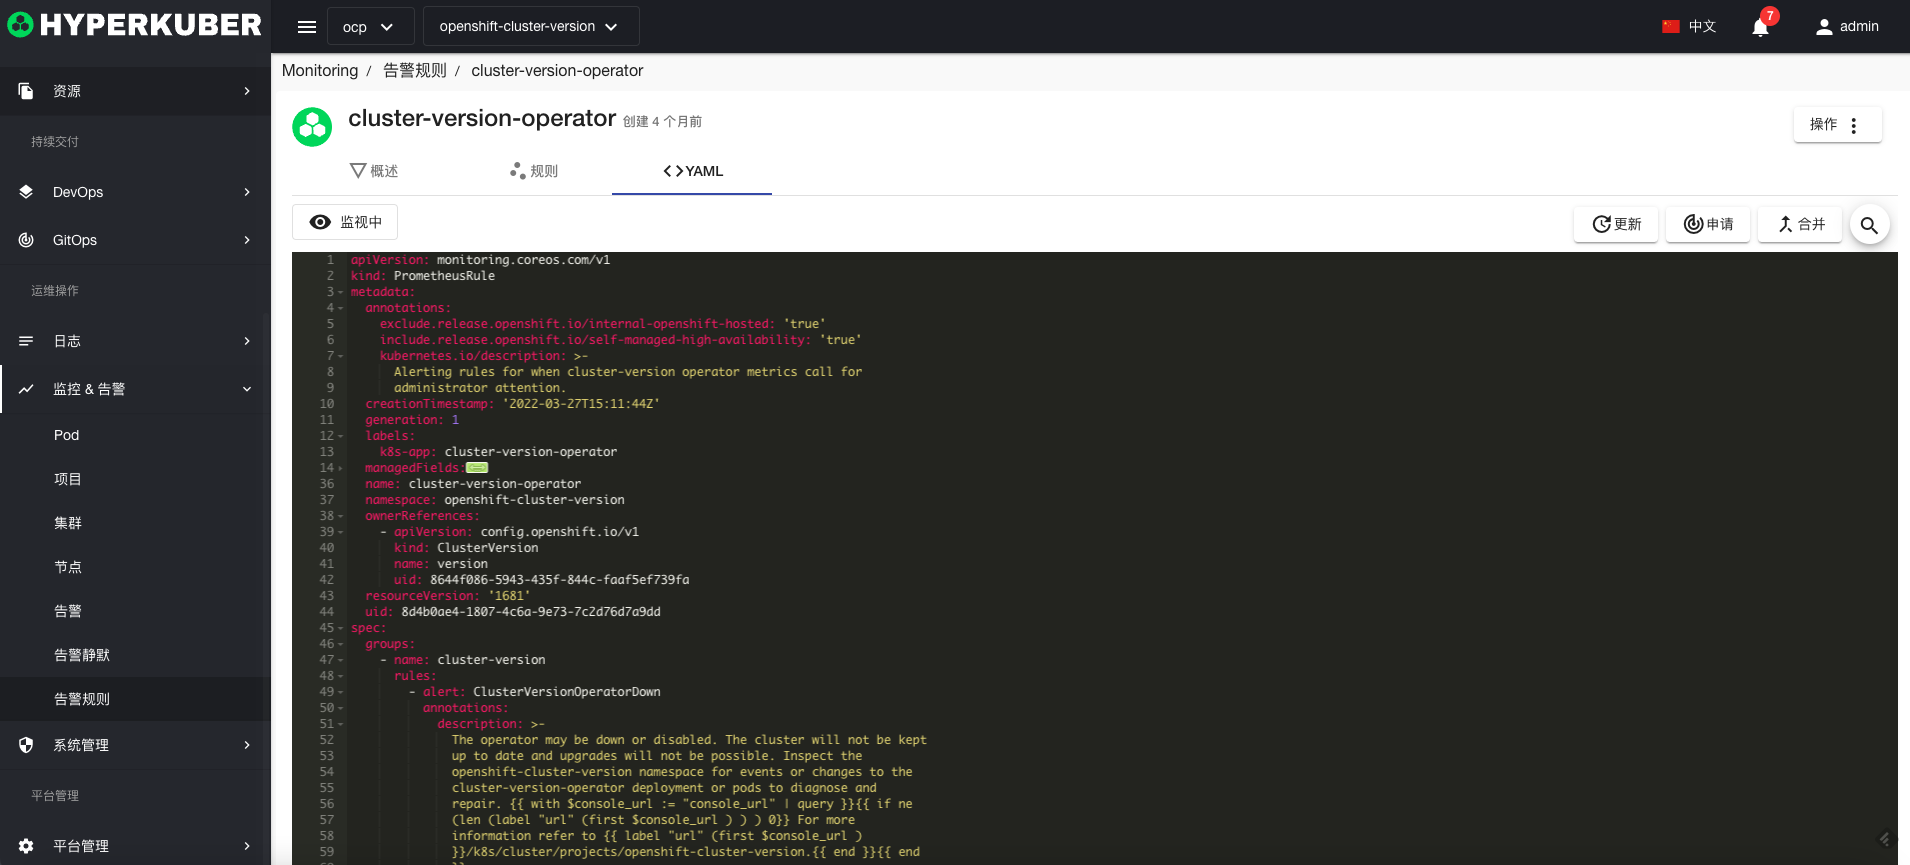 HYPERKUBER
ocp
openshift-cluster-version
中文
7
admin
资源
持续交付
DevOps
GitOps
运维操作
日志
监控 & 告警
Pod
项目
集群
节点
告警
告警静默
告警规则
系统管理
平台管理
平台管理
Monitoring / 告警规则 / cluster-version-operator
cluster-version-operator 创建 4 个月前
操作
概述
规则
YAML
监视中
更新
申请
合并
1 apiVersion: monitoring.coreos.com/v1
2 kind: PrometheusRule
3 metadata:
4 annotations:
5 exclude.release.openshift.io/internal-openshift-hosted: 'true'
6 include.release.openshift.io/self-managed-high-availability: 'true'
7 kubernetes.io/description: >-
8 Alerting rules for when cluster-version operator metrics call for
9 administrator attention.
10 creationTimestamp: '2022-03-27T15:11:44Z'
11 generation: 1
12 labels:
13 k8s-app: cluster-version-operator
14 managedFields:
36 name: cluster-version-operator
37 namespace: openshift-cluster-version
38 ownerReferences:
39 - apiVersion: config.openshift.io/v1
40 kind: ClusterVersion
41 name: version
42 uid: 8644f086-5943-435f-844c-faaf5ef739fa
43 resourceVersion: '1681'
44 uid: 8d4b0ae4-1807-4c6a-9e73-7c2d76d7a9dd
45 spec:
46 groups:
47 - name: cluster-version
48 rules:
49 - alert: ClusterVersionOperatorDown
50 annotations:
51 description: >-
52 The operator may be down or disabled. The cluster will not be kept
53 up to date and upgrades will not be possible. Inspect the
54 openshift-cluster-version namespace for events or changes to the
55 cluster-version-operator deployment or pods to diagnose and
56 repair. {{ with $console_url := "console_url" | query }}{{ if ne
57 (len (label "url" (first $console_url ) ) ) 0}} For more
58 information refer to {{ label "url" (first $console_url )
59 }}/k8s/cluster/projects/openshift-cluster-version.{{ end }}{{ end